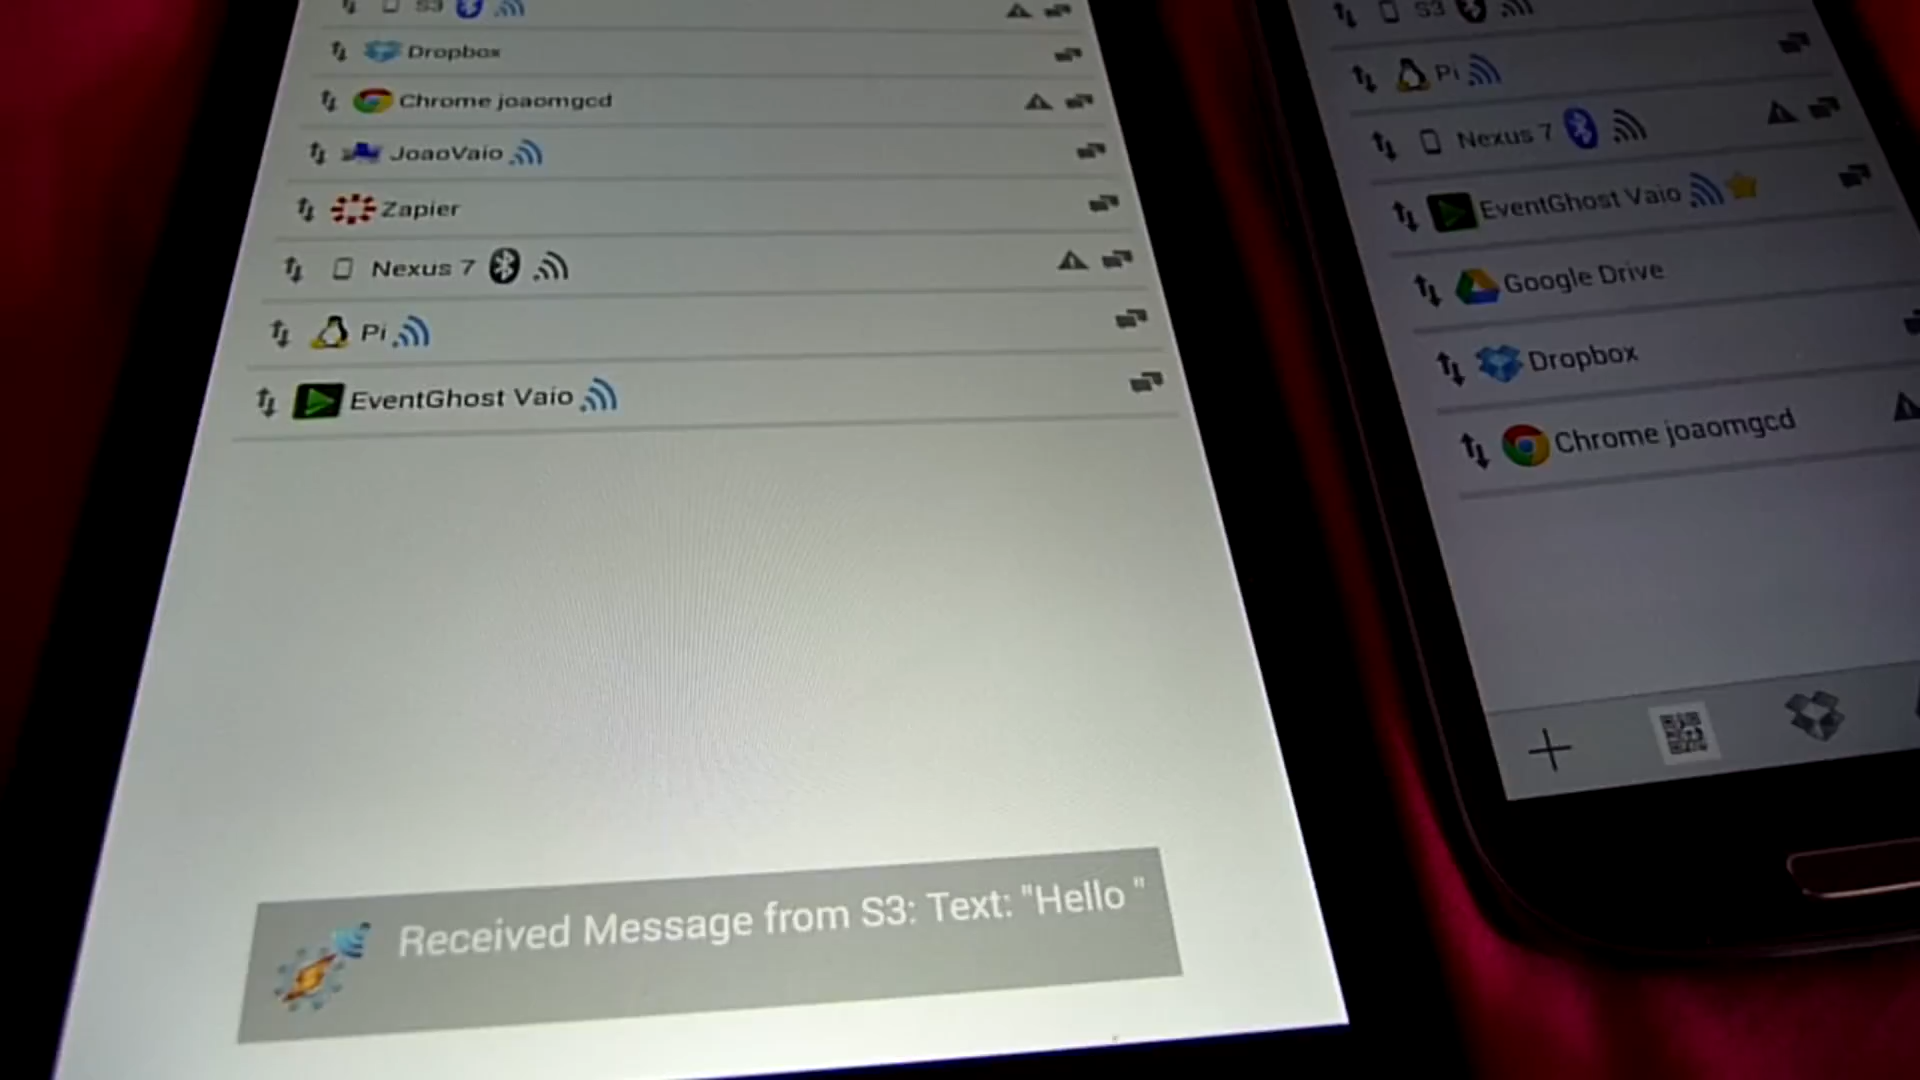 S3
Dropbox
Chrome joaomgcd
JoaoVaio
Zapier
Nexus 7
Pi
EventGhost Vaio
Received Message from S3: Text: "Hello "
S3
Pi
Nexus 7
EventGhost Vaio
Google Drive
Dropbox
Chrome joaomgcd